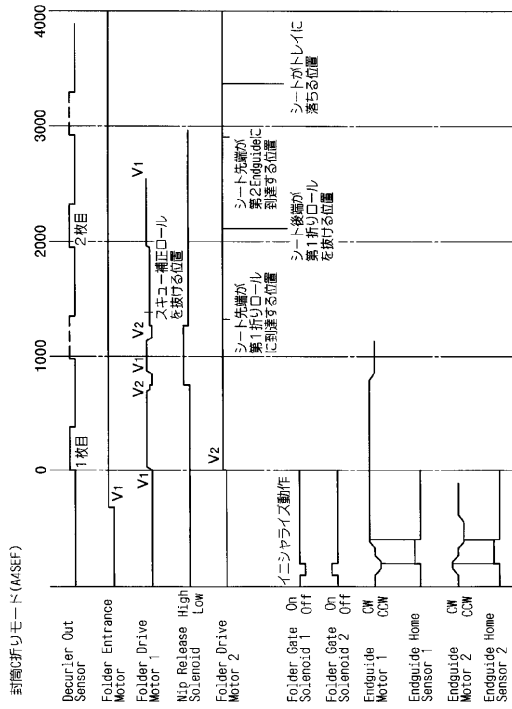 封筒C折りモード(A4SEF)
0
1000
2000
3000
4000
Decurler Out
Sensor
1枚目
2枚目
Folder Entrance
Motor
V1
Folder Drive
Motor 1
V1
V2
V1
V2
V1
スキュー補正ロール
を抜ける位置
Nip Release
Solenoid
High
Low
Folder Drive
Motor 2
V2
シート先端が
第1折りロール
に到達する位置
シート後端が
第1折りロール
を抜ける位置
シート先端が
第2Endguideに
到達する位置
シートがトレイに
落ちる位置
イニシャライズ動作
Folder Gate
Solenoid 1
On
Off
Folder Gate
Solenoid 2
On
Off
Endguide
Motor 1
CW
CCW
Endguide Home
Sensor 1
Endguide
Motor 2
CW
CCW
Endguide Home
Sensor 2